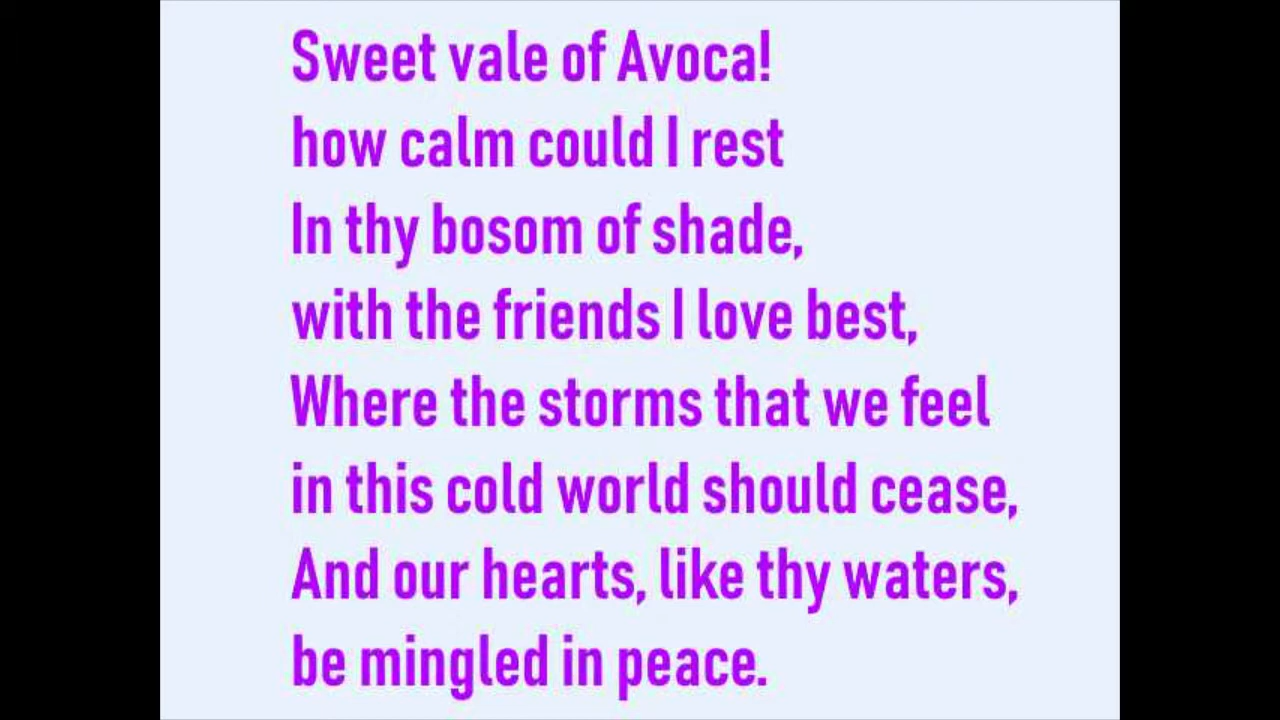 Sweet vale of Avoca!
how calm could I rest
In thy bosom of shade,
with the friends I love best,
Where the storms that we feel
in this cold world should cease,
And our hearts, like thy waters,
be mingled in peace.